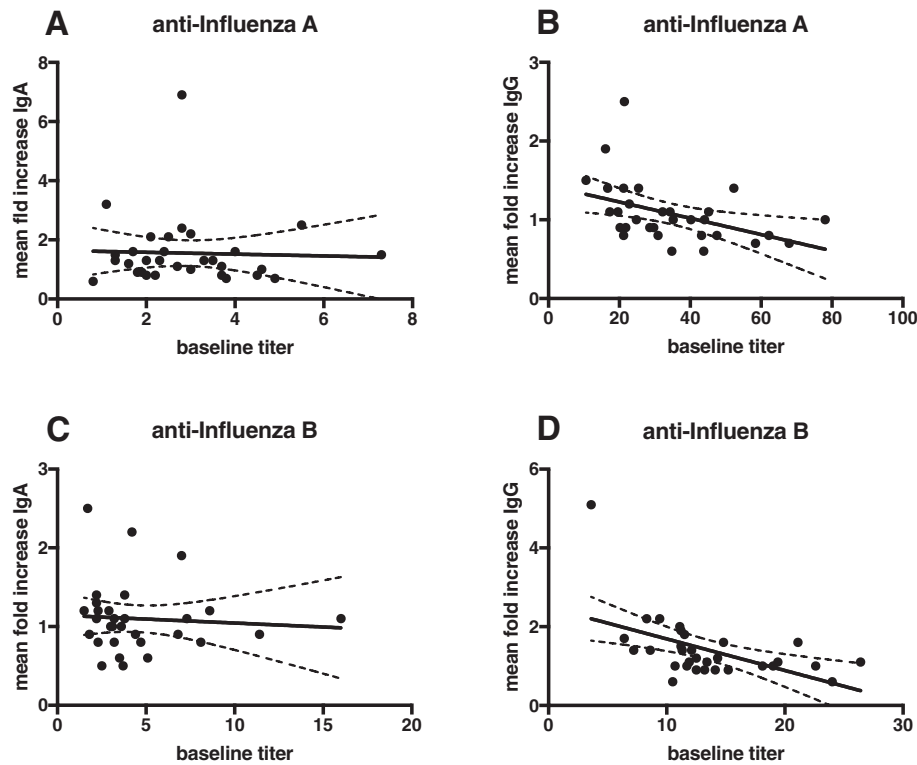 A
anti-Influenza A
mean fld increase IgA
8
6
4
2
0
0 2 4 6 8
baseline titer
B
anti-Influenza A
mean fold increase IgG
3
2
1
0
0 20 40 60 80 100
baseline titer
C
anti-Influenza B
mean fold increase IgA
3
2
1
0
0 5 10 15 20
baseline titer
D
anti-Influenza B
mean fold increase IgG
6
4
2
0
0 10 20 30
baseline titer